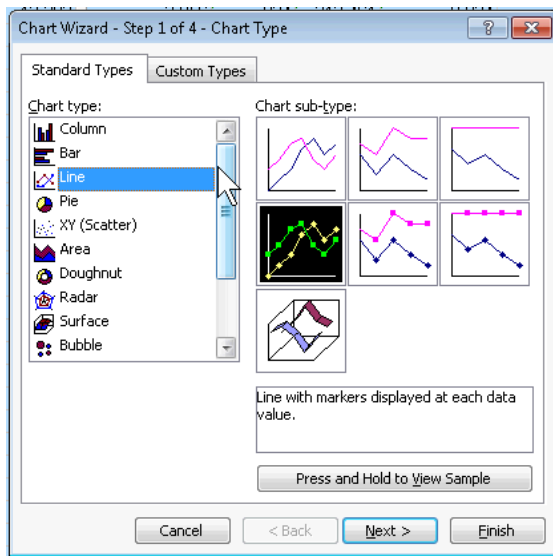 Chart Wizard - Step 1 of 4 - Chart Type
Standard Types
Custom Types
Chart type:
Column
Bar
Line
Pie
XY (Scatter)
Area
Doughnut
Radar
Surface
Bubble
Chart sub-type:
Line with markers displayed at each data
value.
Press and Hold to View Sample
Cancel
< Back
Next >
Finish